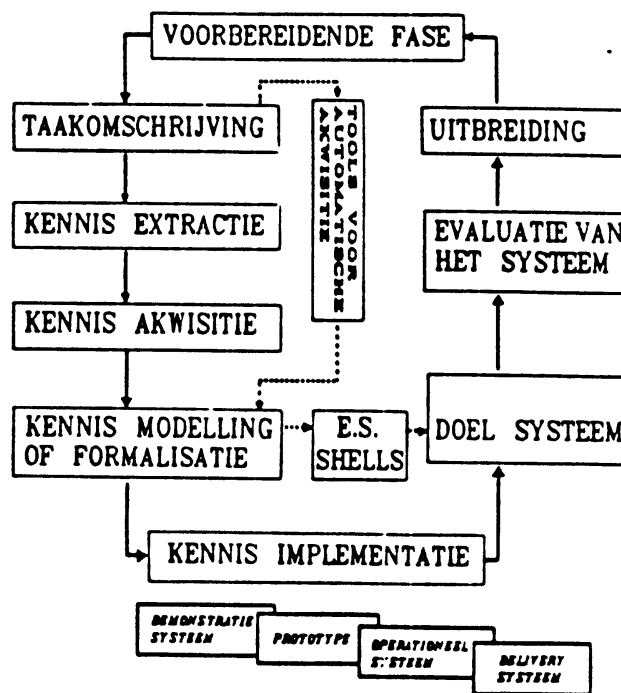 VOORBEREIDENDE FASE
TAAKOMSCHRIJVING
TOOLS VOOR
AUTOMATISCHE
AKWISITIE
UITBREIDING
KENNIS EXTRACTIE
EVALUATIE VAN
HET SYSTEEM
KENNIS AKWISITIE
KENNIS MODELLING
OF FORMALISATIE
E.S.
SHELLS
DOEL SYSTEEM
KENNIS IMPLEMENTATIE
DEMONSTRATIE
SYSTEEM
PROTOTYPE
OPERATIONEEL
SYSTEEM
DELIVERY
SYSTEEM